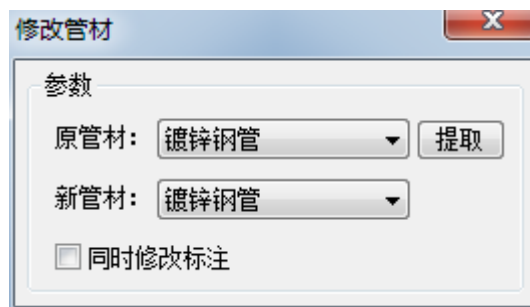 修改管材
参数
原管材： 镀锌钢管 提取
新管材： 镀锌钢管
同时修改标注